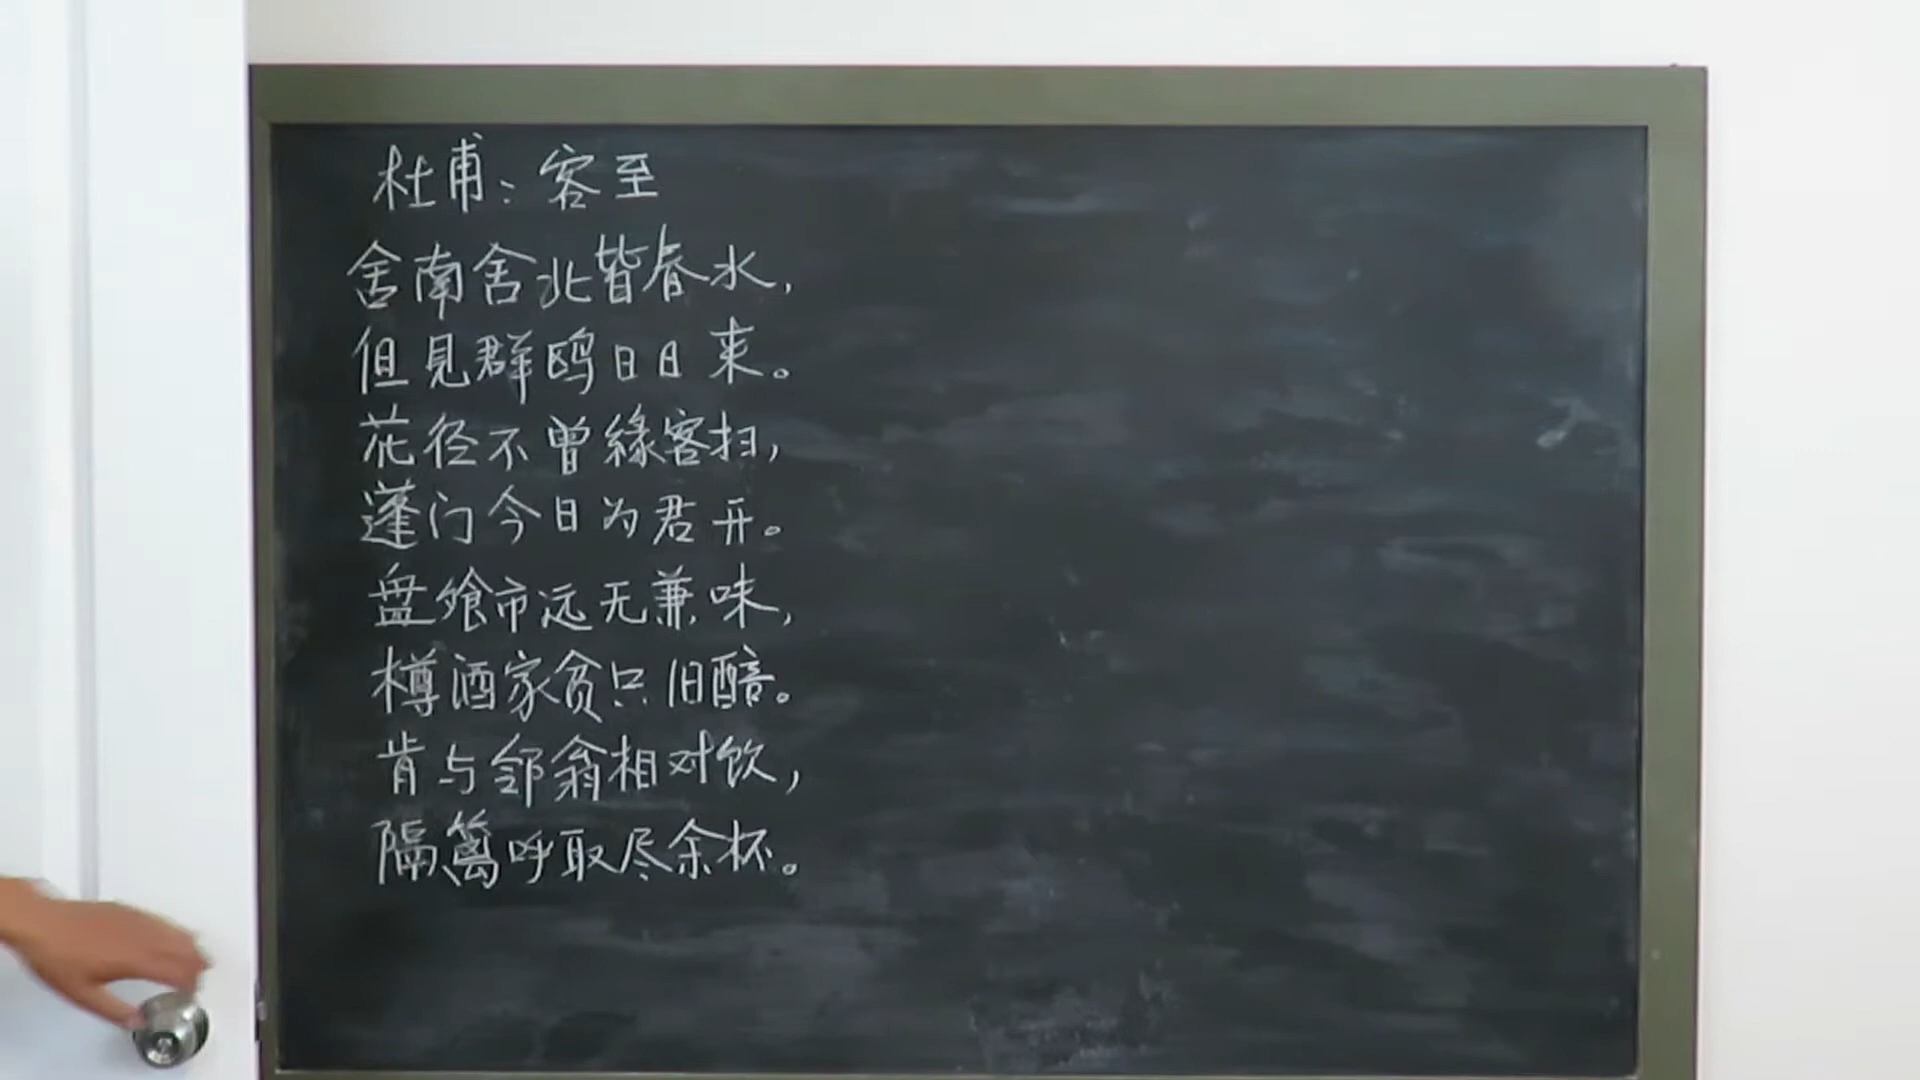 杜甫：客至
舍南舍北皆春水，
但见群鸥日日来。
花径不曾緣客扫，
蓬门今日为君开。
盘飧市远无兼味，
樽酒家贫只旧醅。
肯与邻翁相对饮，
隔篱呼取尽余杯。